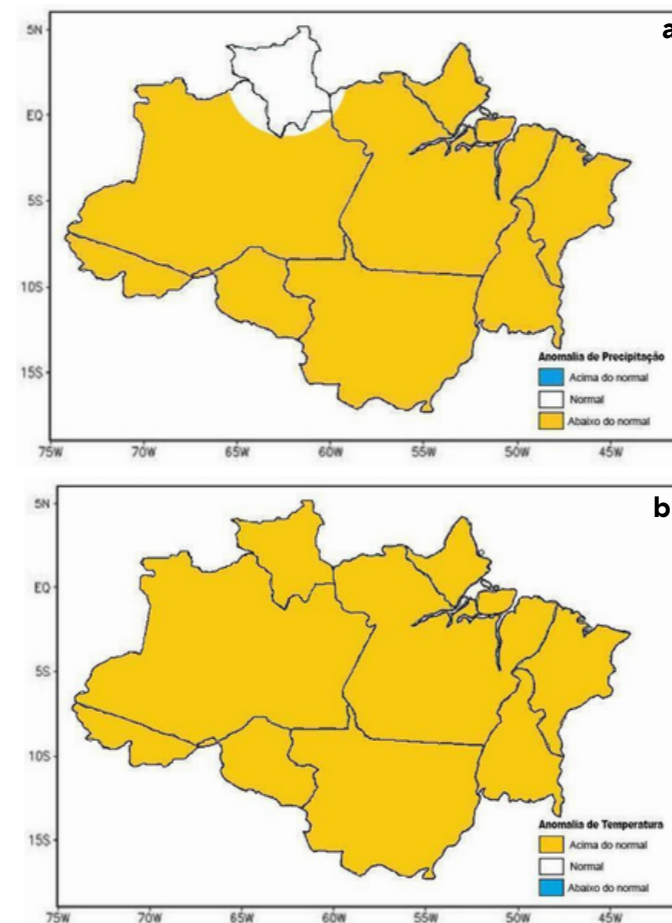 a
5N
EQ
5S
10S
15S
Anomalia de Precipitação
Acima do normal
Normal
Abaixo do normal
75W 70W 65W 60W 55W 50W 45W
b
5N
EQ
5S
10S
15S
Anomalia de Temperatura
Acima do normal
Normal
Abaixo do normal
75W 70W 65W 60W 55W 50W 45W